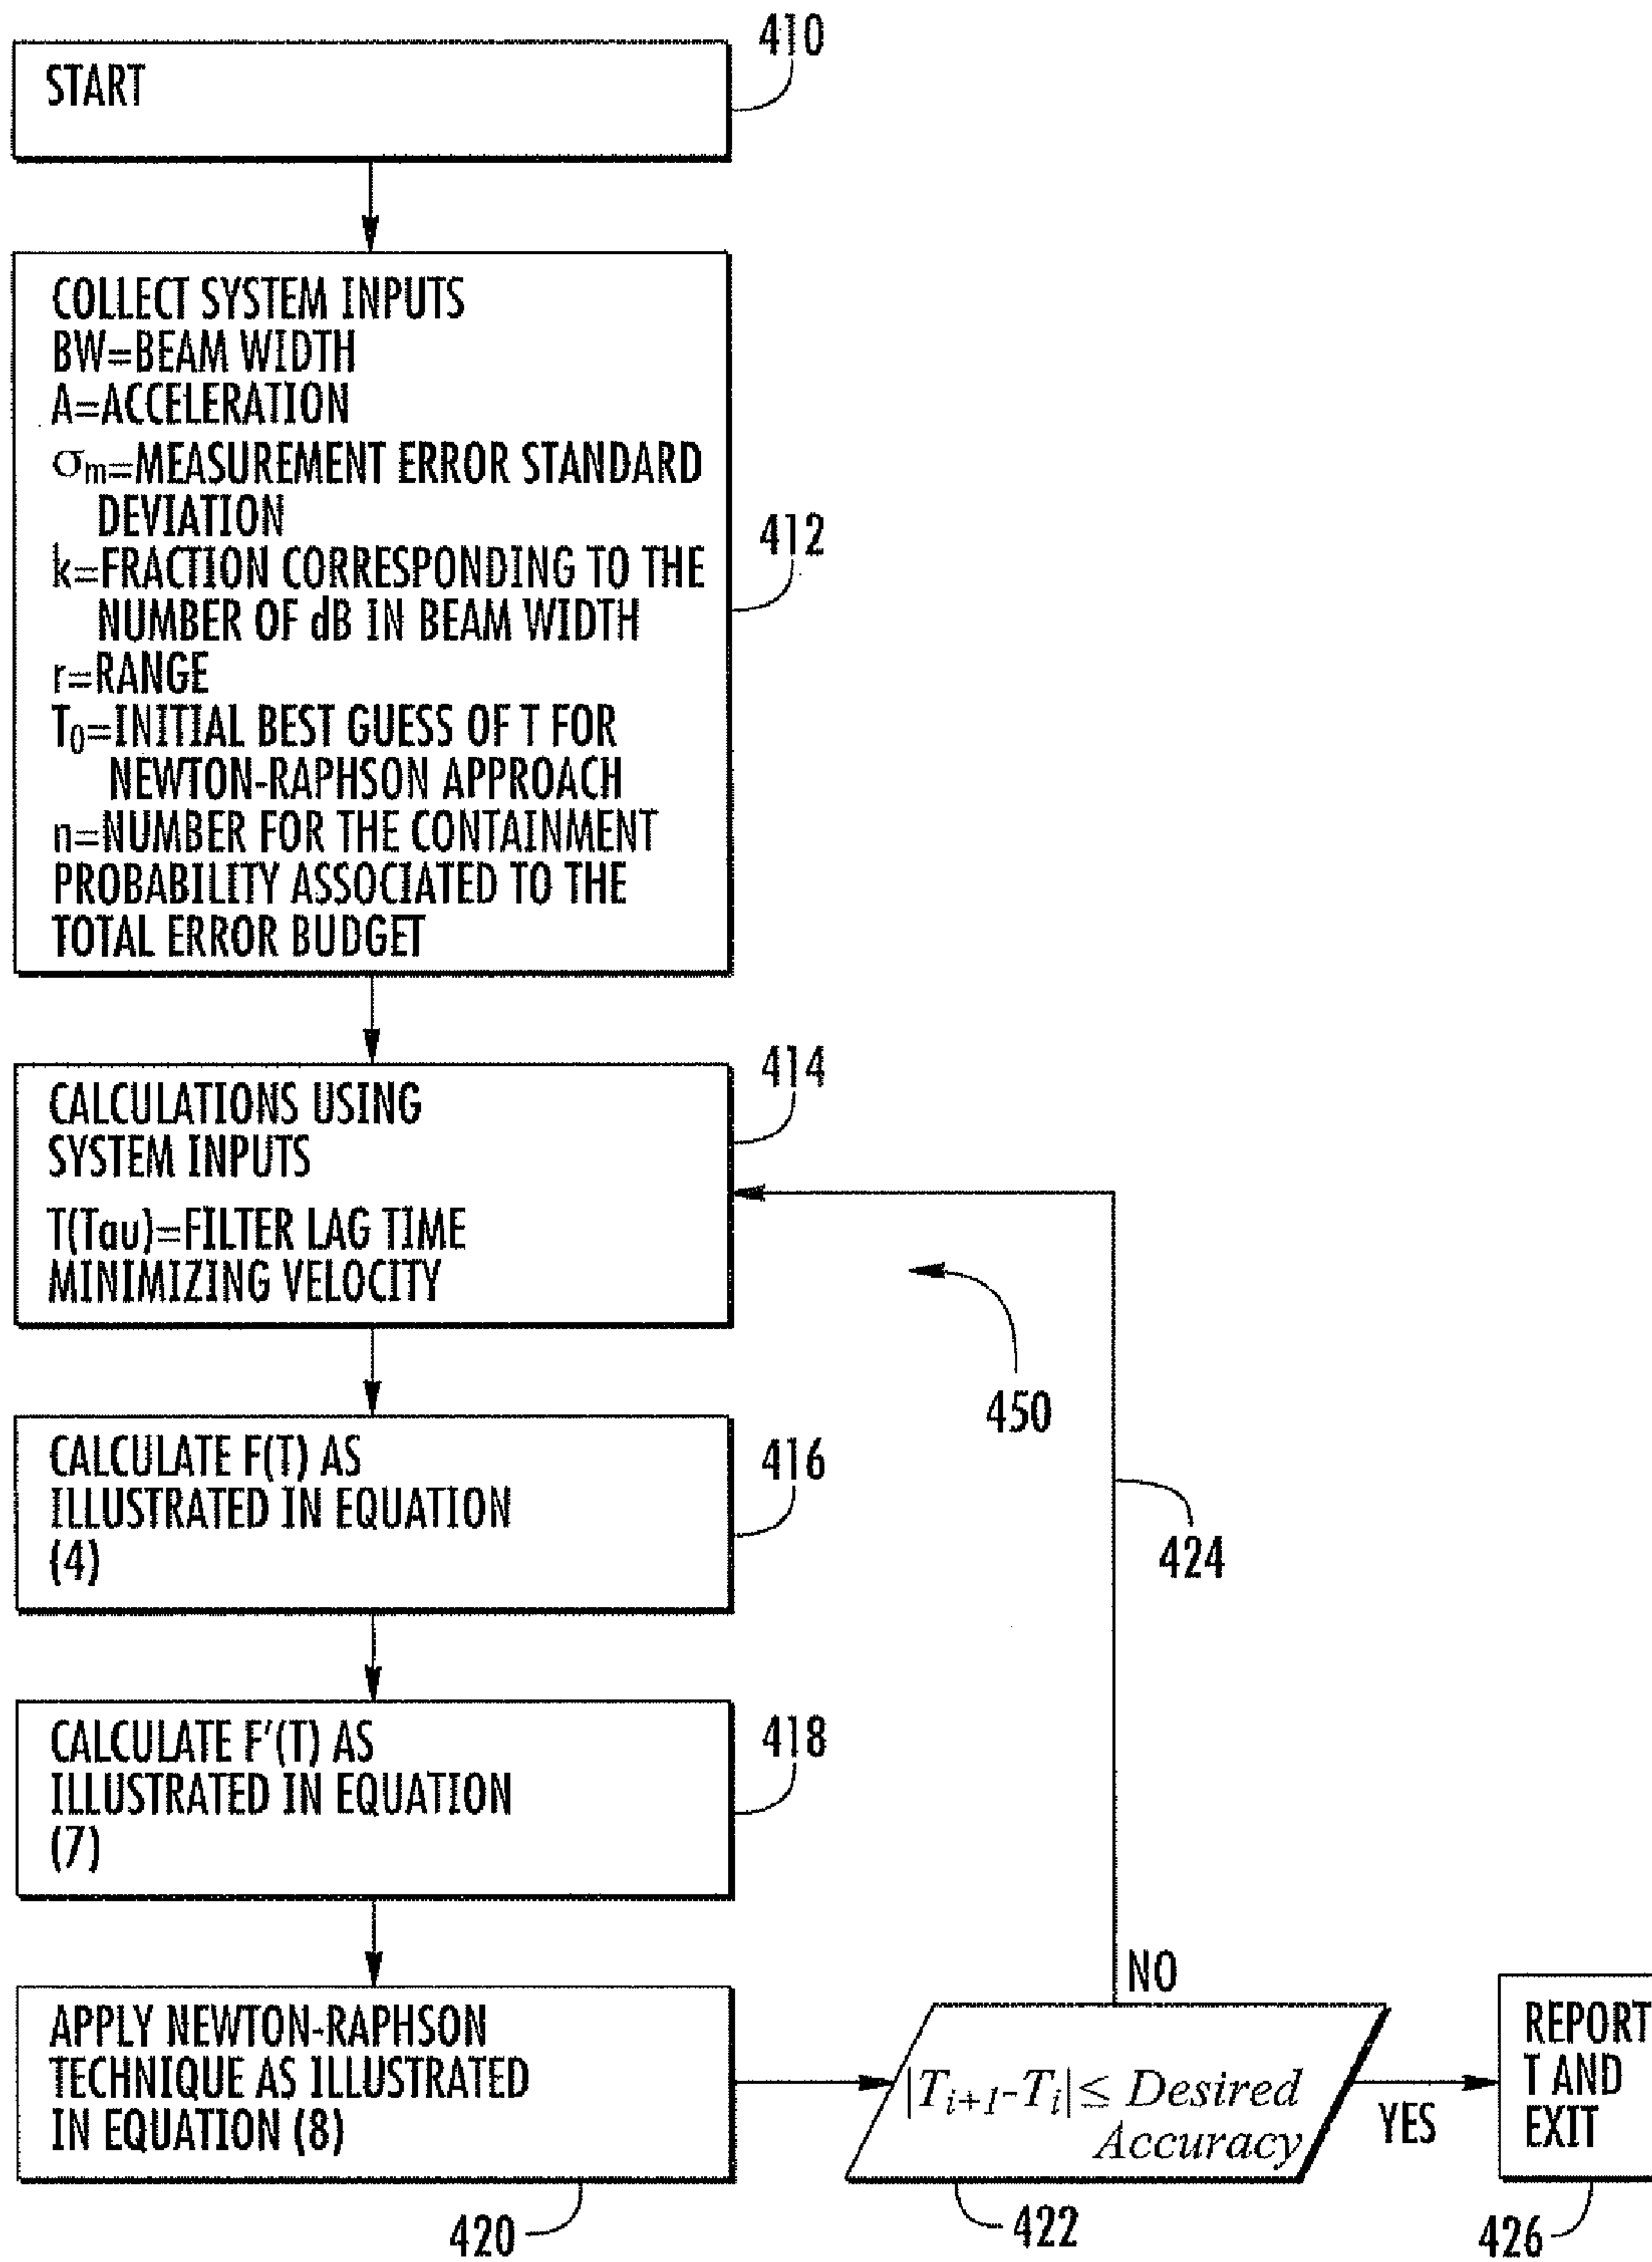 START
410
COLLECT SYSTEM INPUTS
BW=BEAM WIDTH
A=ACCELERATION
σm=MEASUREMENT ERROR STANDARD
DEVIATION
k=FRACTION CORRESPONDING TO THE
NUMBER OF dB IN BEAM WIDTH
r=RANGE
T0=INITIAL BEST GUESS OF T FOR
NEWTON-RAPHSON APPROACH
n=NUMBER FOR THE CONTAINMENT
PROBABILITY ASSOCIATED TO THE
TOTAL ERROR BUDGET
412
CALCULATIONS USING
SYSTEM INPUTS
T(Tau)=FILTER LAG TIME
MINIMIZING VELOCITY
414
450
CALCULATE F(T) AS
ILLUSTRATED IN EQUATION
(4)
416
424
CALCULATE F'(T) AS
ILLUSTRATED IN EQUATION
(7)
418
APPLY NEWTON-RAPHSON
TECHNIQUE AS ILLUSTRATED
IN EQUATION (8)
420
NO
|Ti+1-Ti|≤ Desired
Accuracy
422
YES
REPORT
T AND
EXIT
426